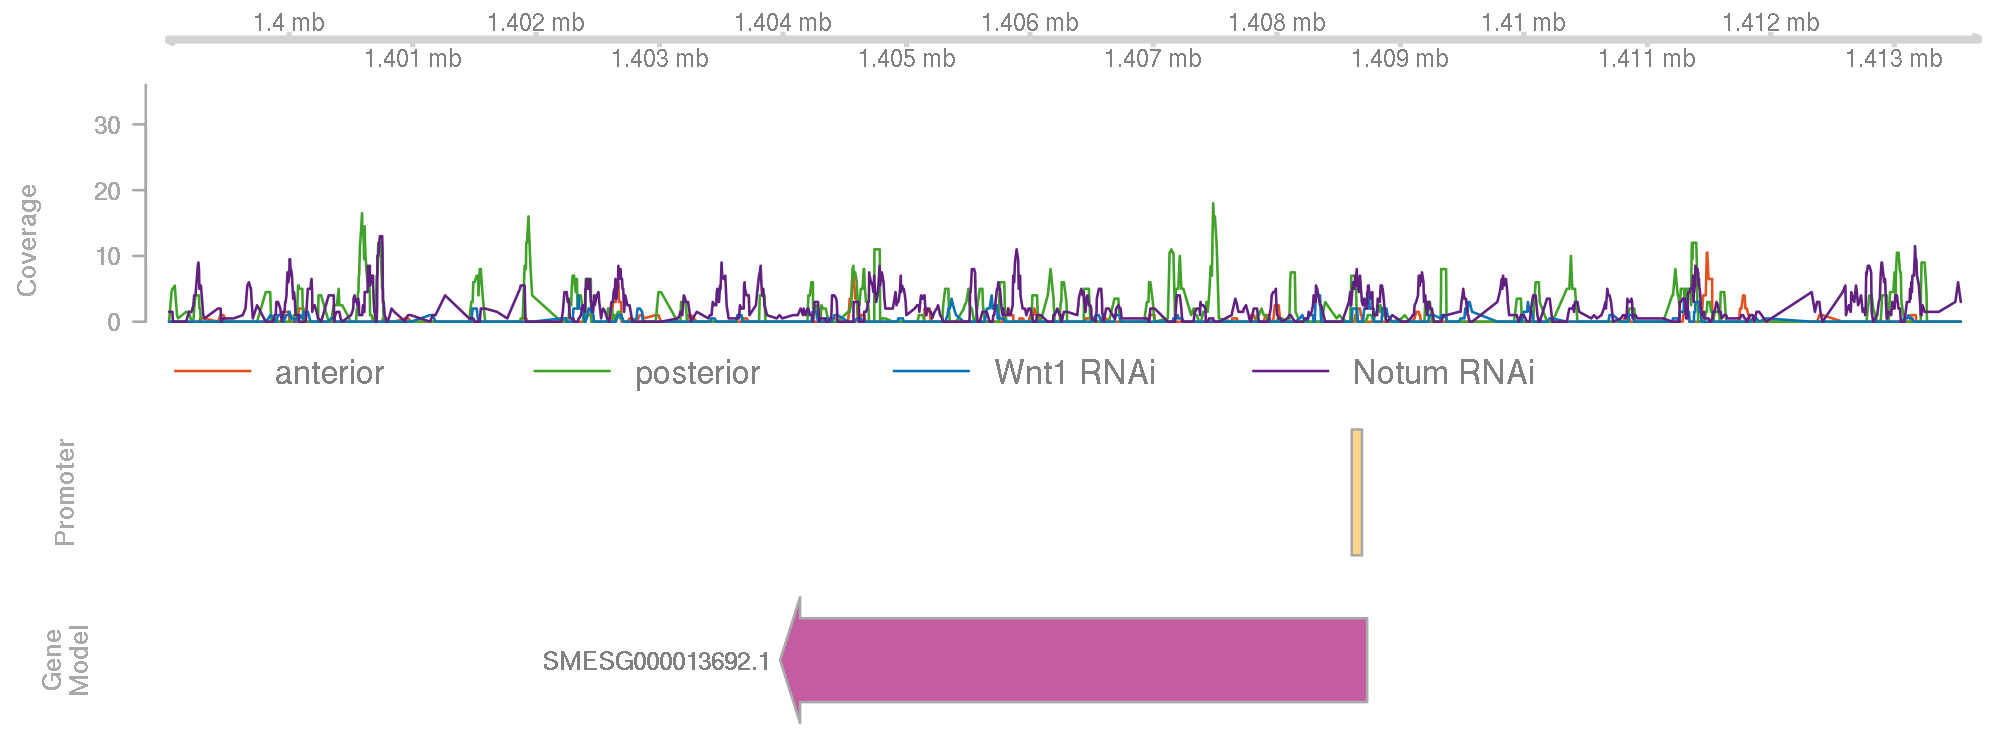 1.4 mb 1.402 mb 1.404 mb 1.406 mb 1.408 mb 1.41 mb 1.412 mb
1.401 mb 1.403 mb 1.405 mb 1.407 mb 1.409 mb 1.411 mb 1.413 mb
Coverage
30
20
10
0
anterior posterior Wnt1 RNAi Notum RNAi
Promoter
Gene
Model
SMESG000013692.1